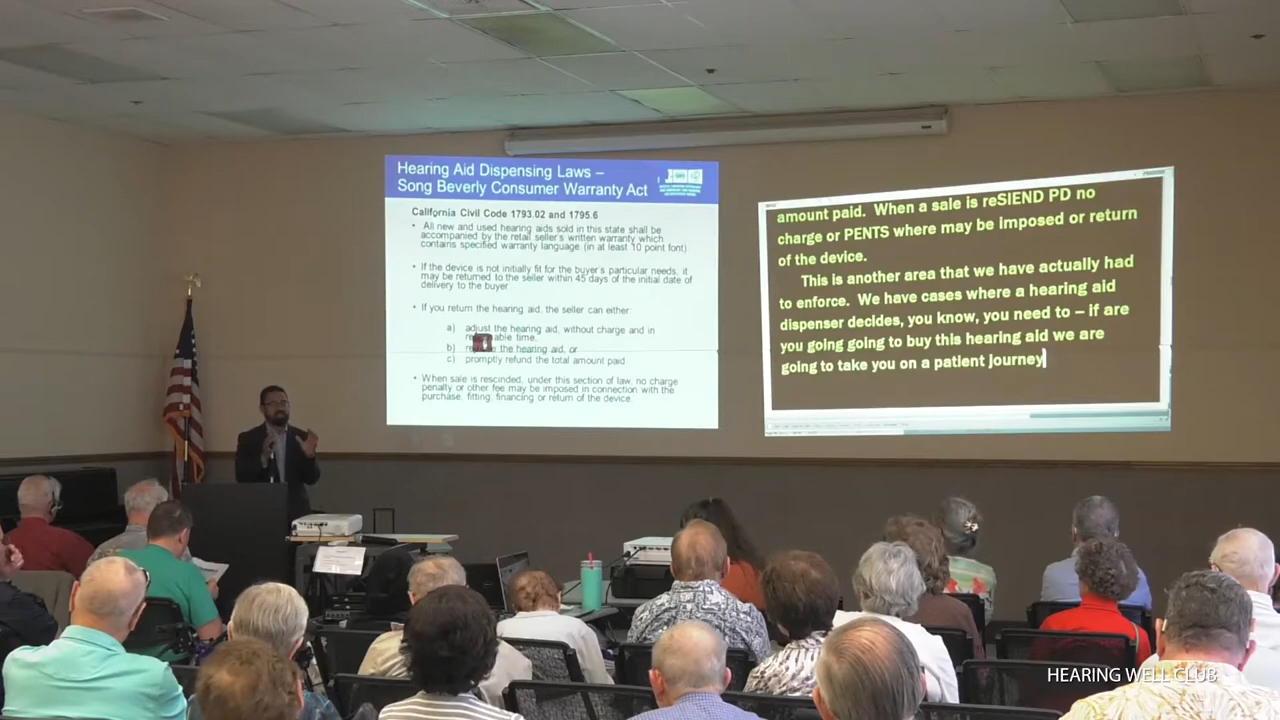 Hearing Aid Dispensing Laws –
Song Beverly Consumer Warranty Act
California Civil Code 1793.02 and 1795.6
• All new and used hearing aids sold in this state shall be
accompanied by the retail seller's written warranty which
contains specified warranty language (in at least 10 point font)
• If the device is not initially fit for the buyer's particular needs, it
may be returned to the seller within 45 days of the initial date of
delivery to the buyer
• If you return the hearing aid, the seller can either:
a) adjust the hearing aid, without charge and in
time,
b) the hearing aid, or
c) promptly refund the total amount paid
• When sale is rescinded, under this section of law, no charge
penalty or other fee may be imposed in connection with the
purchase, fitting, financing or return of the device.
amount paid. When a sale is reSIEND PD no
charge or PENTS where may be imposed or return
of the device.
This is another area that we have actually had
to enforce. We have cases where a hearing aid
dispenser decides, you know, you need to – if are
you going going to buy this hearing aid we are
going to take you on a patient journey
HEARING WELL CLUB